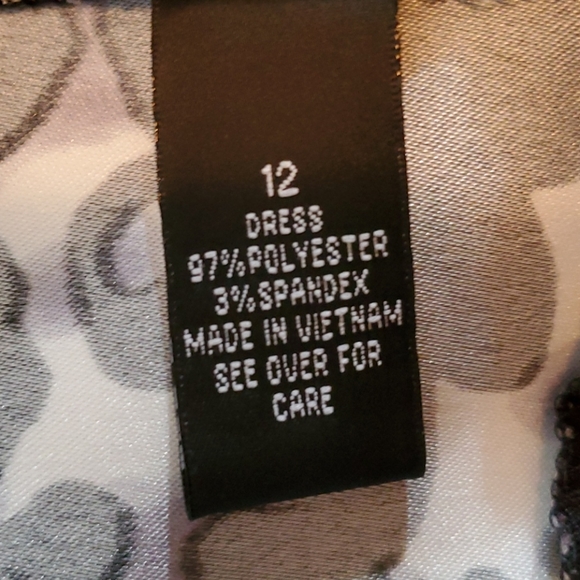 12
DRESS
97%POLYESTER
3%SPANDEX
MADE IN VIETNAM
SEE OVER FOR
CARE